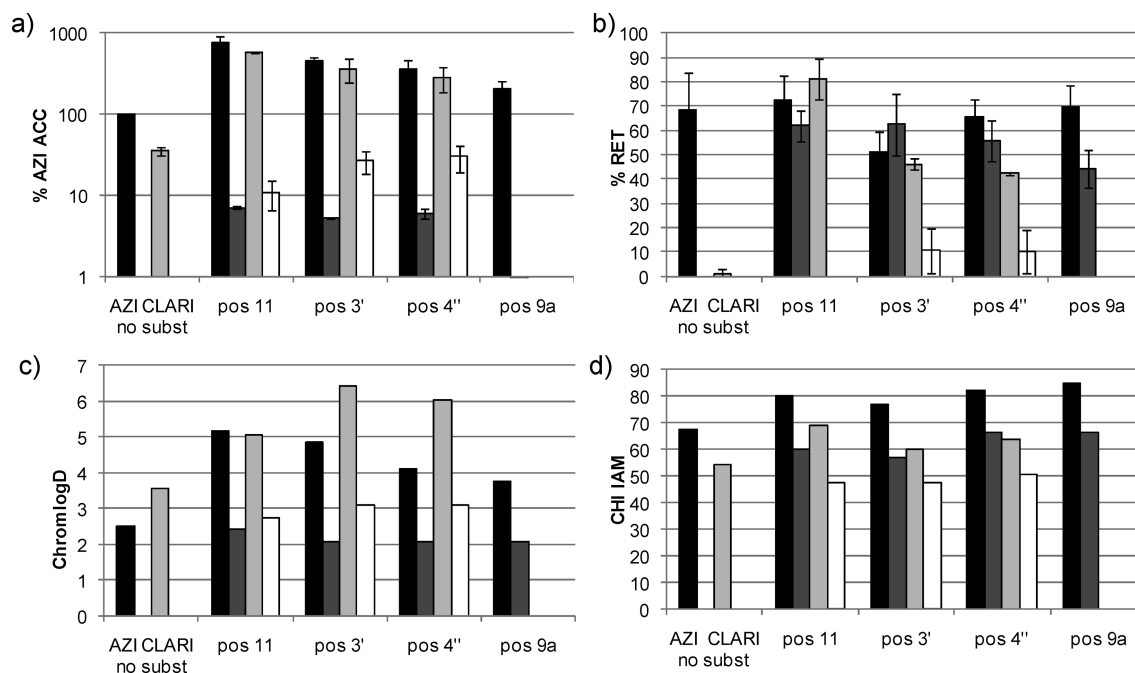 a)
% AZI ACC
1000
100
10
1
AZI CLARI
no subst
pos 11
pos 3'
pos 4''
pos 9a
b)
% RET
100
90
80
70
60
50
40
30
20
10
0
AZI CLARI
no subst
pos 11
pos 3'
pos 4''
pos 9a
c)
ChromlogD
7
6
5
4
3
2
1
0
AZI CLARI
no subst
pos 11
pos 3'
pos 4''
pos 9a
d)
CHI IAM
90
80
70
60
50
40
30
20
10
0
AZI CLARI
no subst
pos 11
pos 3'
pos 4''
pos 9a